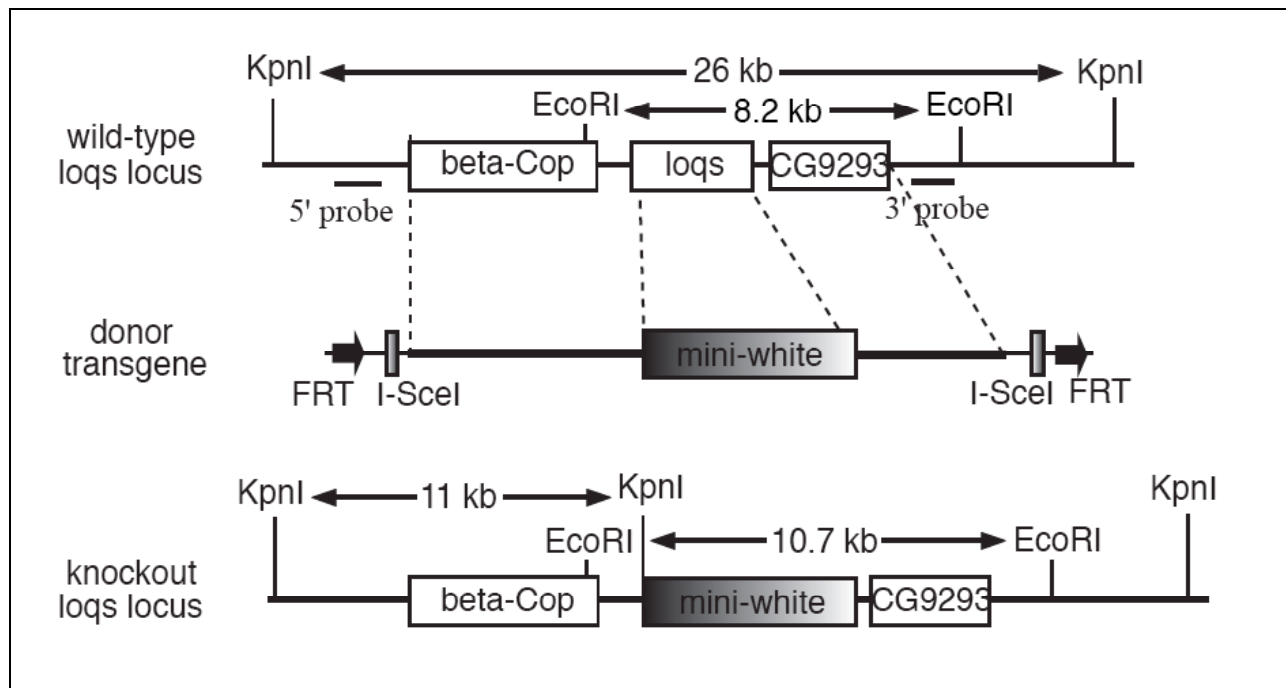 KpnI 26 kb KpnI
EcoRI 8.2 kb EcoRI
wild-type
loqs locus
beta-Cop loqs CG9293
5' probe 3' probe
donor
transgene
mini-white
FRT I-SceI I-SceI FRT
KpnI 11 kb KpnI KpnI
EcoRI 10.7 kb EcoRI
knockout
loqs locus
beta-Cop mini-white CG9293